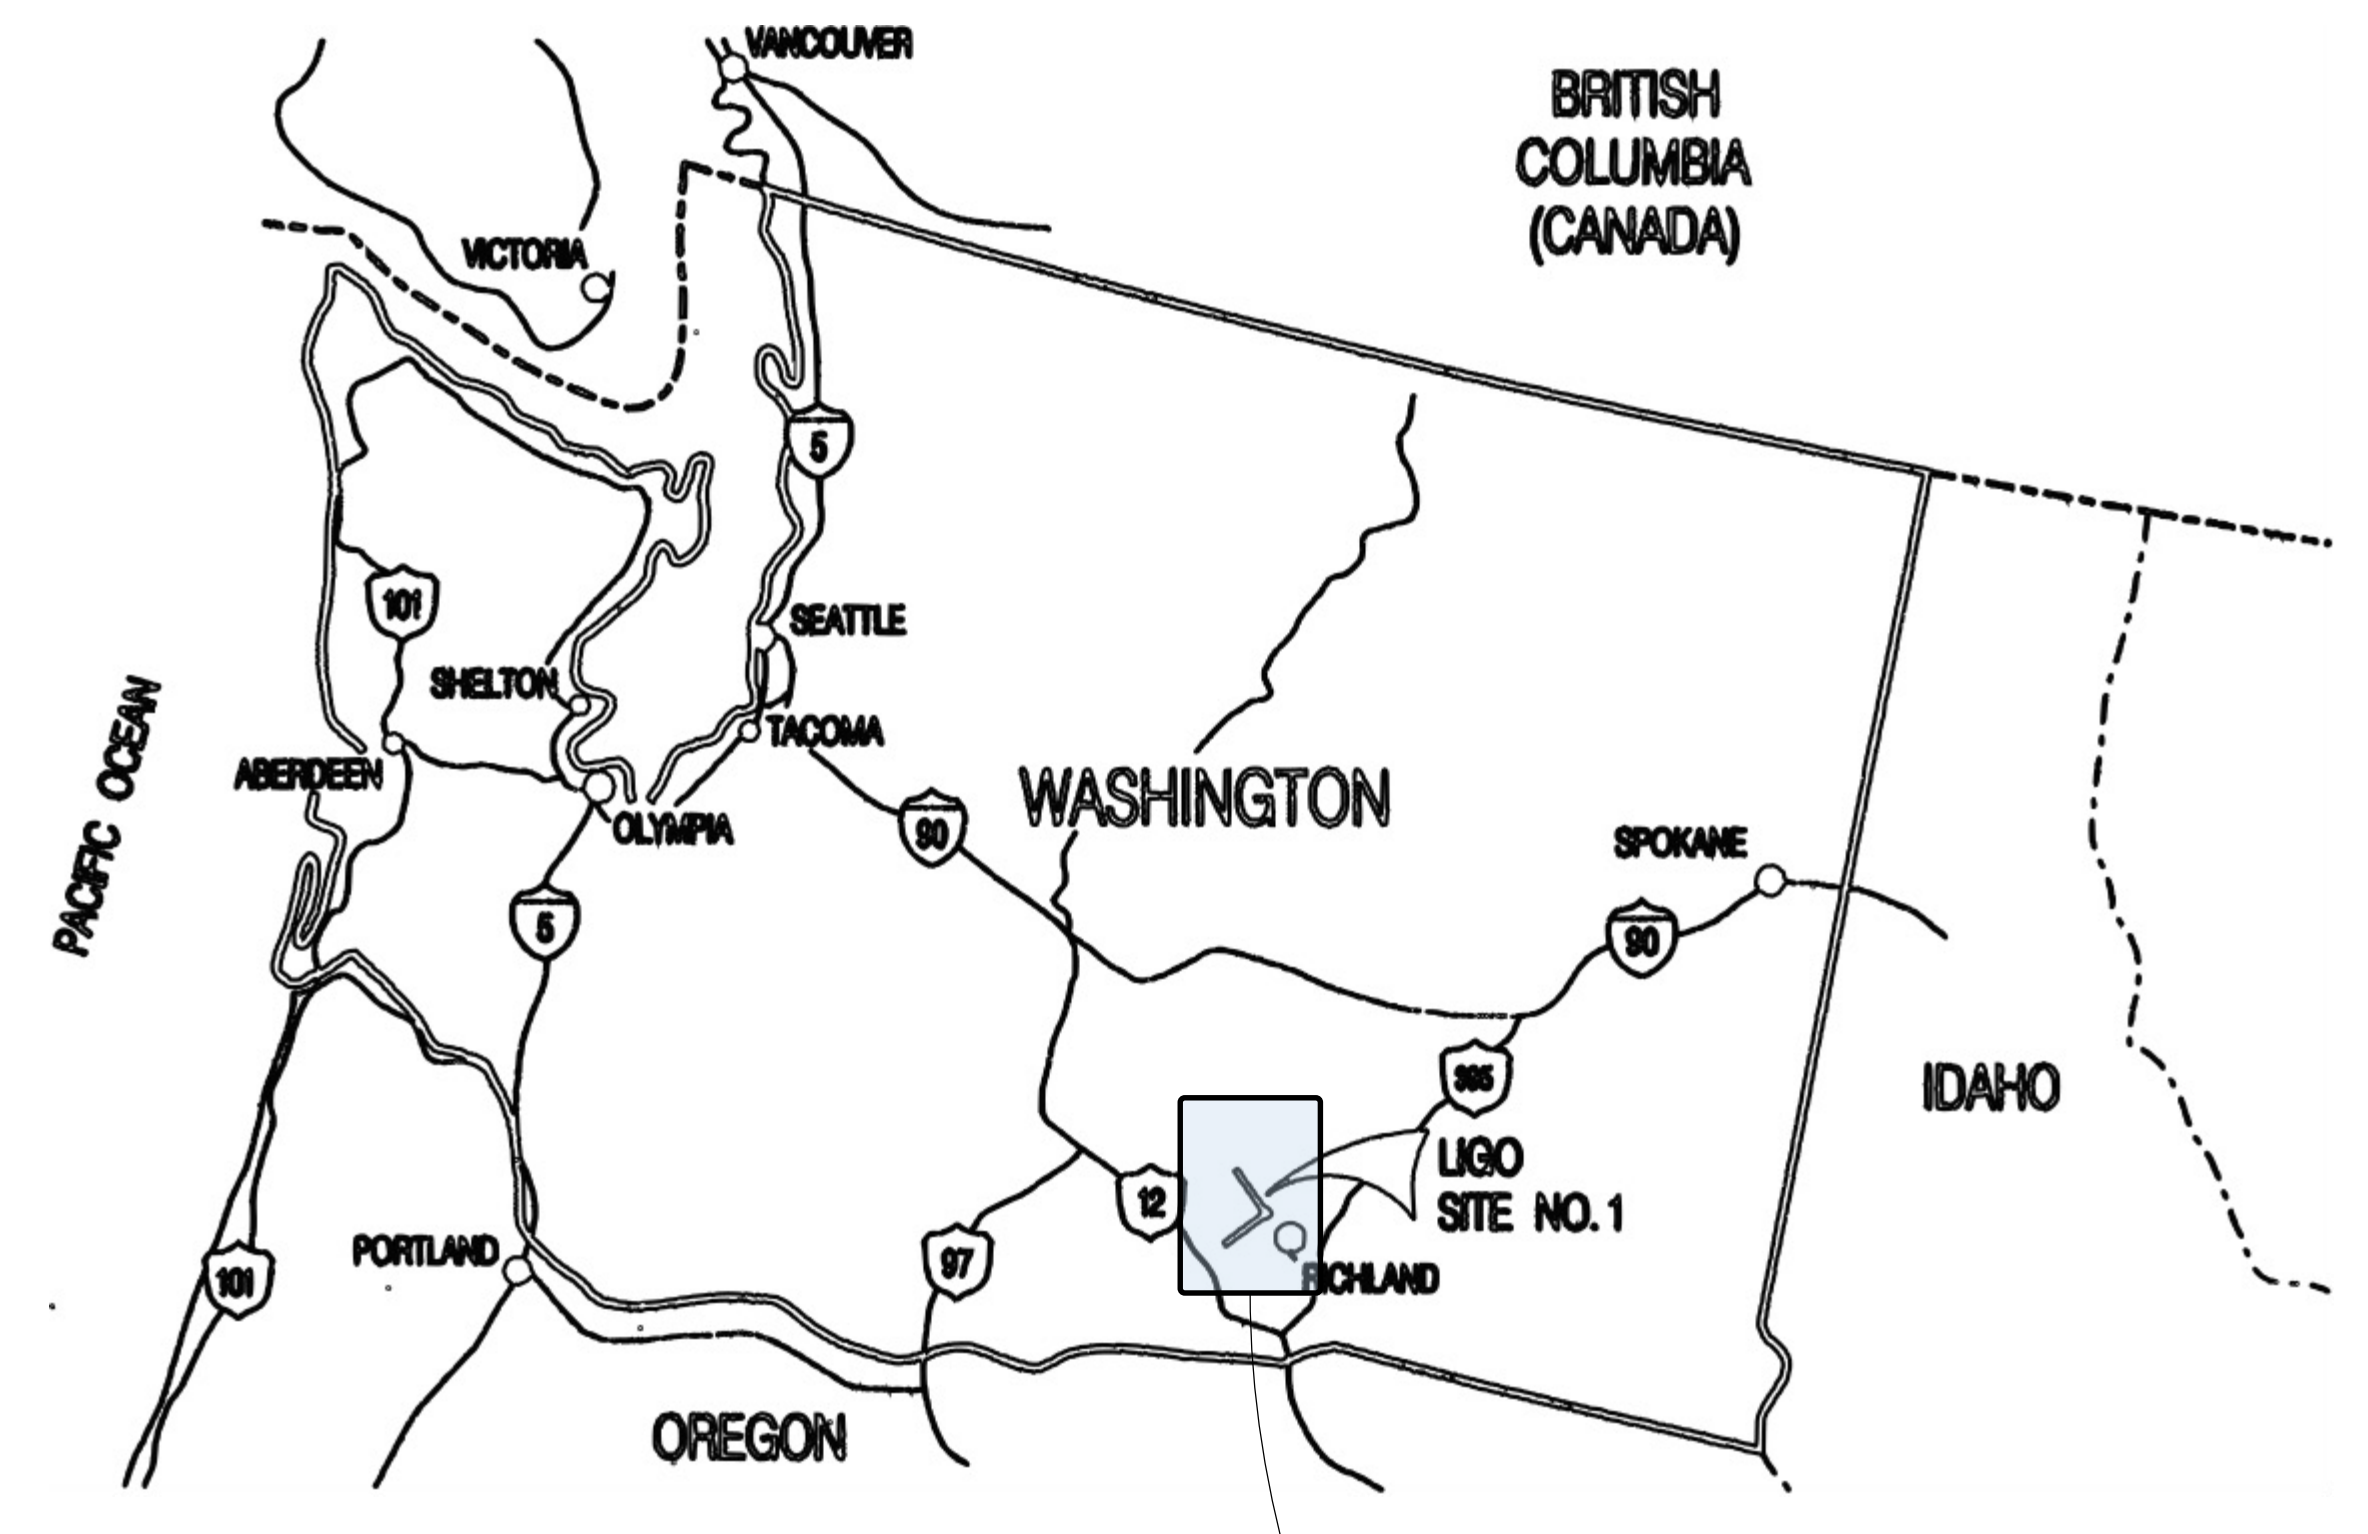 VANCOUVER
BRITISH
COLUMBIA
(CANADA)
VICTORIA
5
101
SEATTLE
SHELTON
TACOMA
PACIFIC OCEAN
ABERDEEN
WASHINGTON
OLYMPIA
90
SPOKANE
5
90
395
IDAHO
LIGO
SITE NO. 1
12
PORTLAND
97
101
RICHLAND
OREGON